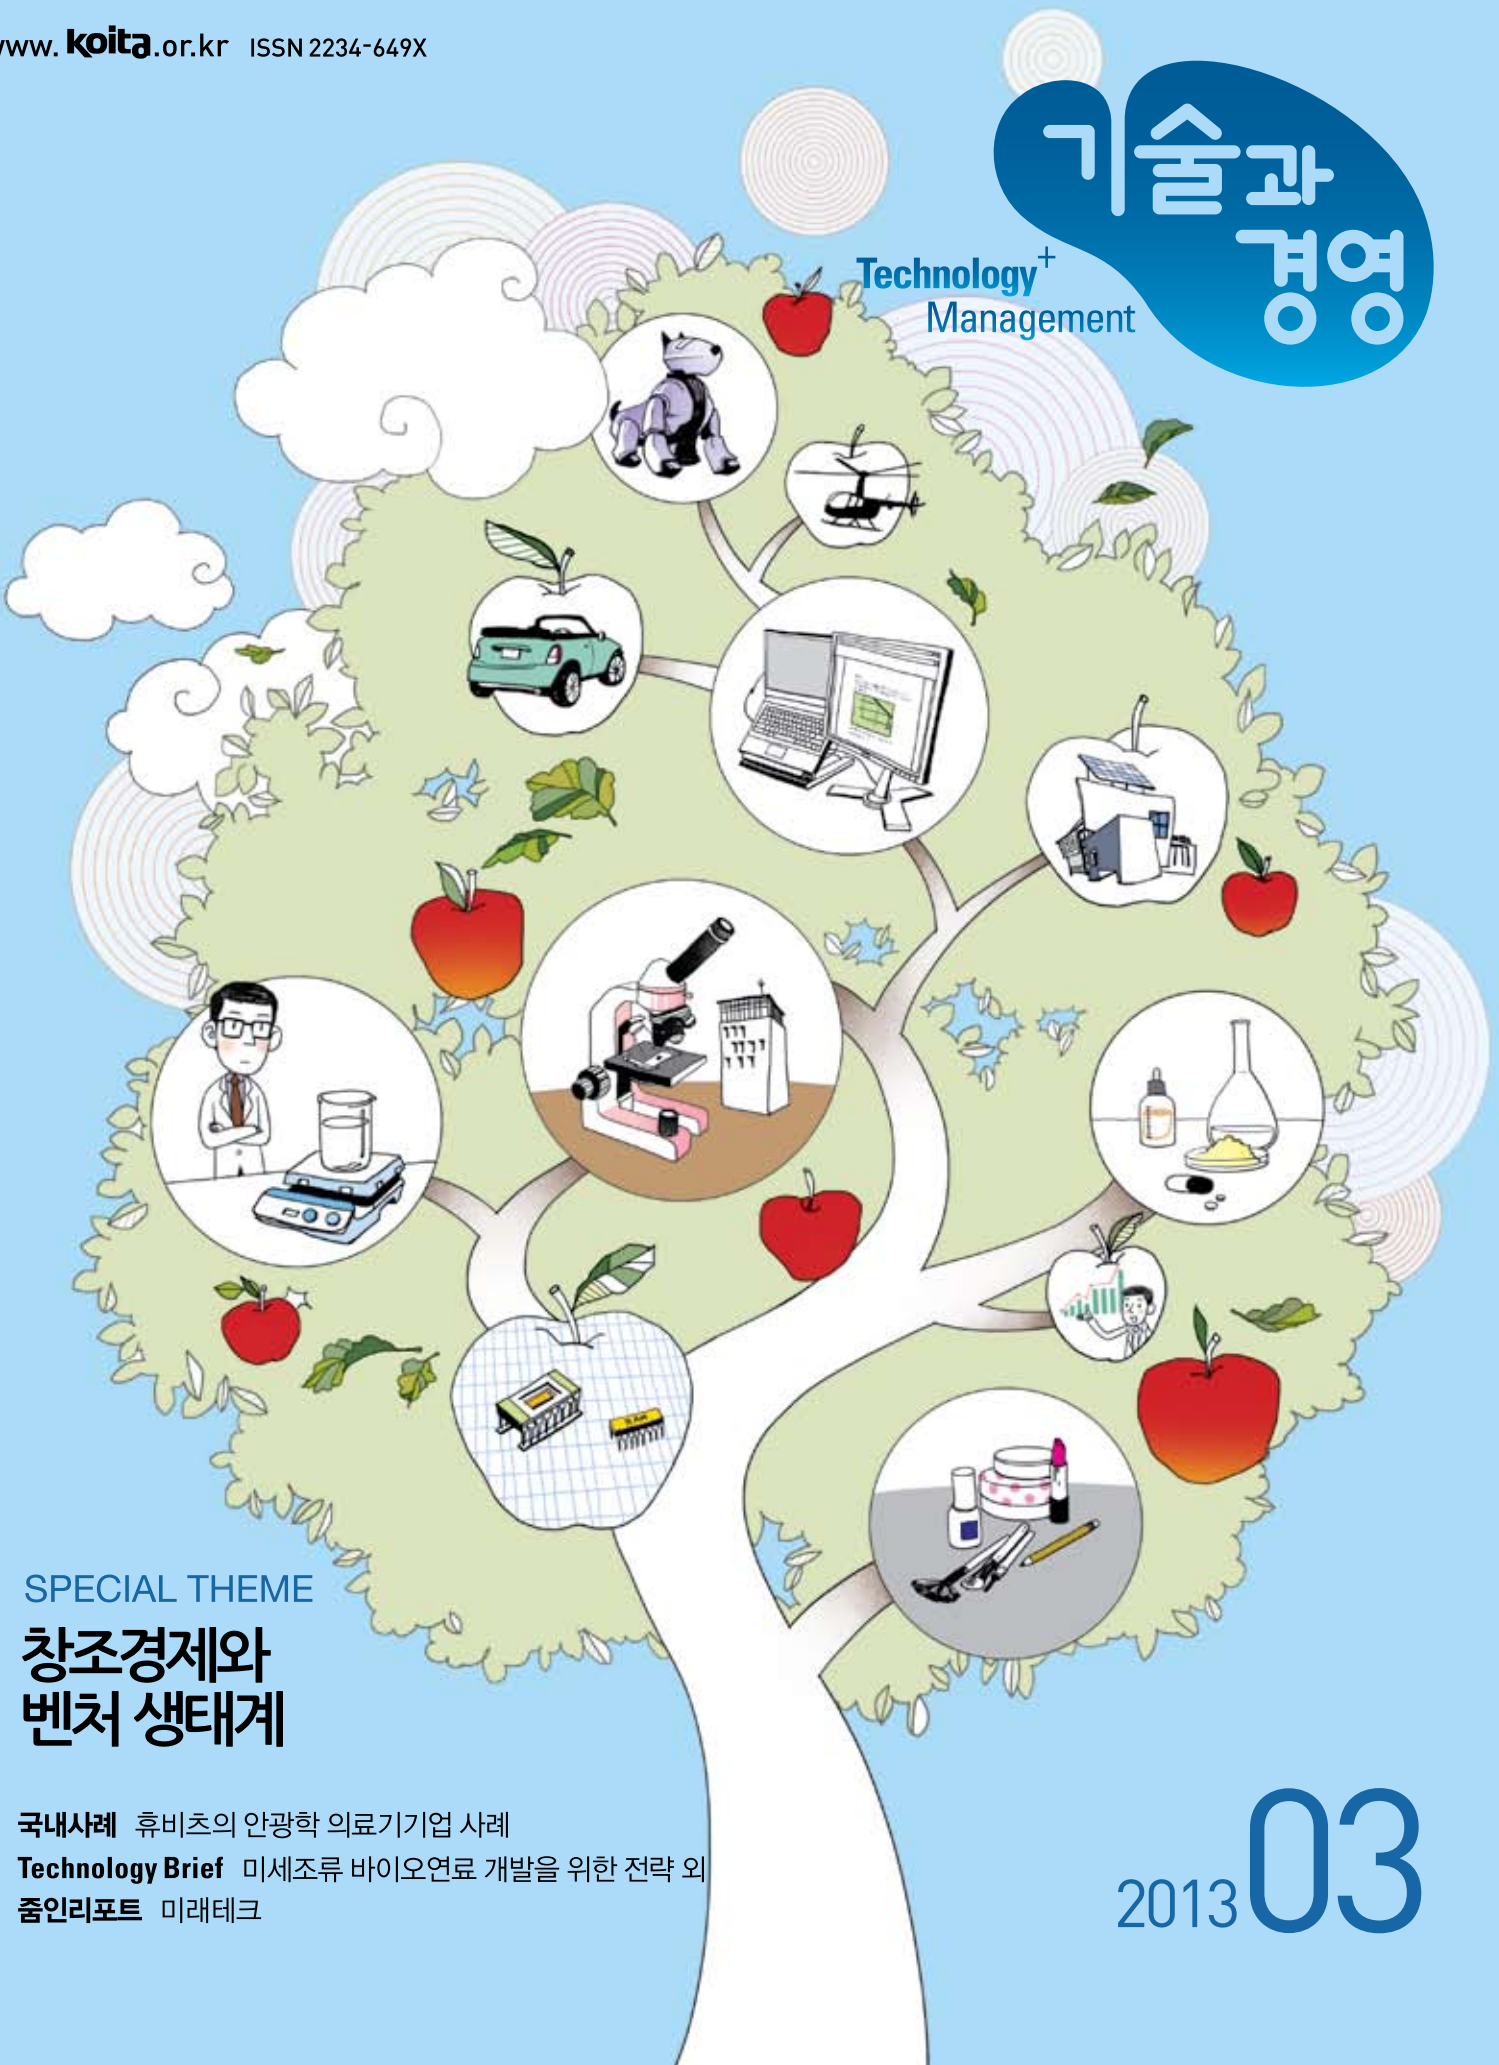 www.koita.or.kr ISSN 2234-649X
기술과
경영
Technology+
Management
SPECIAL THEME
창조경제와
벤처 생태계
국내사례 휴비츠의 안광학 의료기기업 사례
Technology Brief 미세조류 바이오연료 개발을 위한 전략 외
줌인리포트 미래테크
2013 03